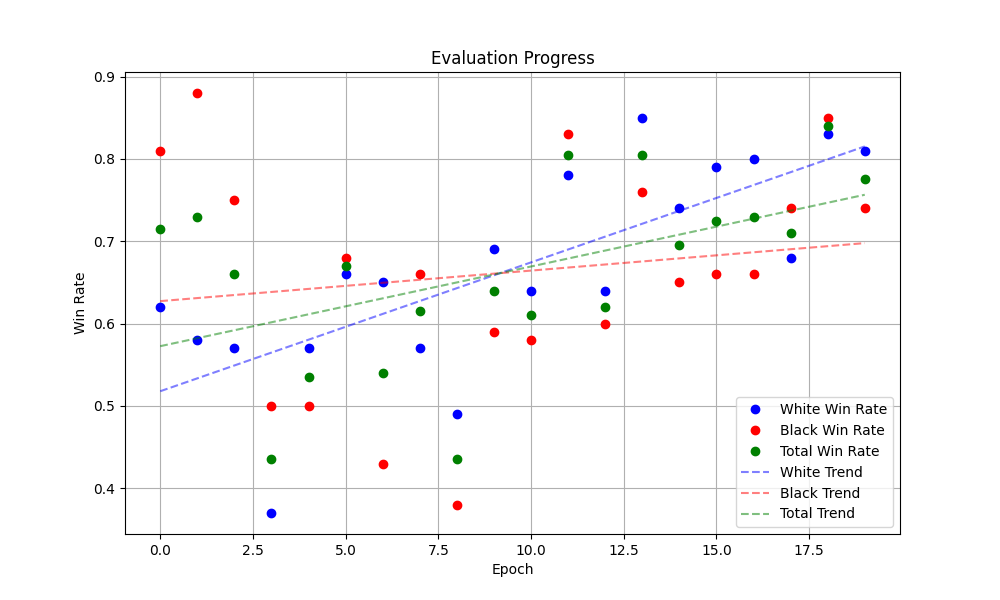 Evaluation Progress
Win Rate
0.9
0.8
0.7
0.6
0.5
0.4
White Win Rate
Black Win Rate
Total Win Rate
White Trend
Black Trend
Total Trend
0.0 2.5 5.0 7.5 10.0 12.5 15.0 17.5
Epoch